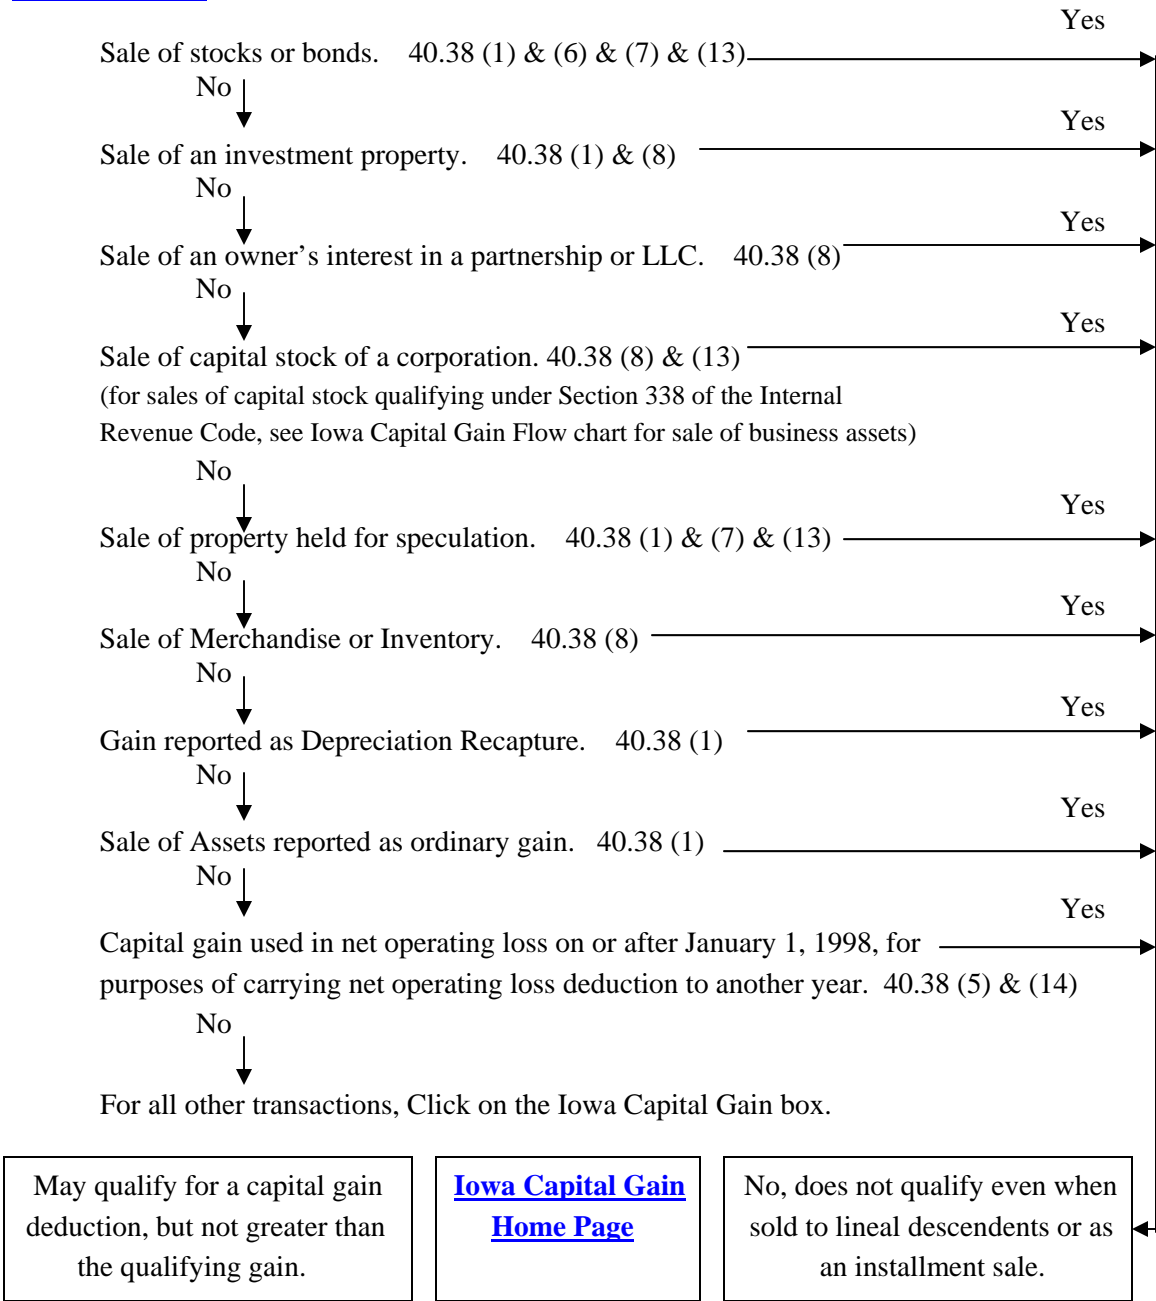 Yes
Sale of stocks or bonds. 40.38 (1) & (6) & (7) & (13)
No
Yes
Sale of an investment property. 40.38 (1) & (8)
No
Yes
Sale of an owner’s interest in a partnership or LLC. 40.38 (8)
No
Yes
Sale of capital stock of a corporation. 40.38 (8) & (13)
(for sales of capital stock qualifying under Section 338 of the Internal
Revenue Code, see Iowa Capital Gain Flow chart for sale of business assets)
No
Yes
Sale of property held for speculation. 40.38 (1) & (7) & (13)
No
Yes
Sale of Merchandise or Inventory. 40.38 (8)
No
Yes
Gain reported as Depreciation Recapture. 40.38 (1)
No
Yes
Sale of Assets reported as ordinary gain. 40.38 (1)
No
Yes
Capital gain used in net operating loss on or after January 1, 1998, for
purposes of carrying net operating loss deduction to another year. 40.38 (5) & (14)
No
For all other transactions, Click on the Iowa Capital Gain box.
May qualify for a capital gain
deduction, but not greater than
the qualifying gain.
Iowa Capital Gain
Home Page
No, does not qualify even when
sold to lineal descendents or as
an installment sale.